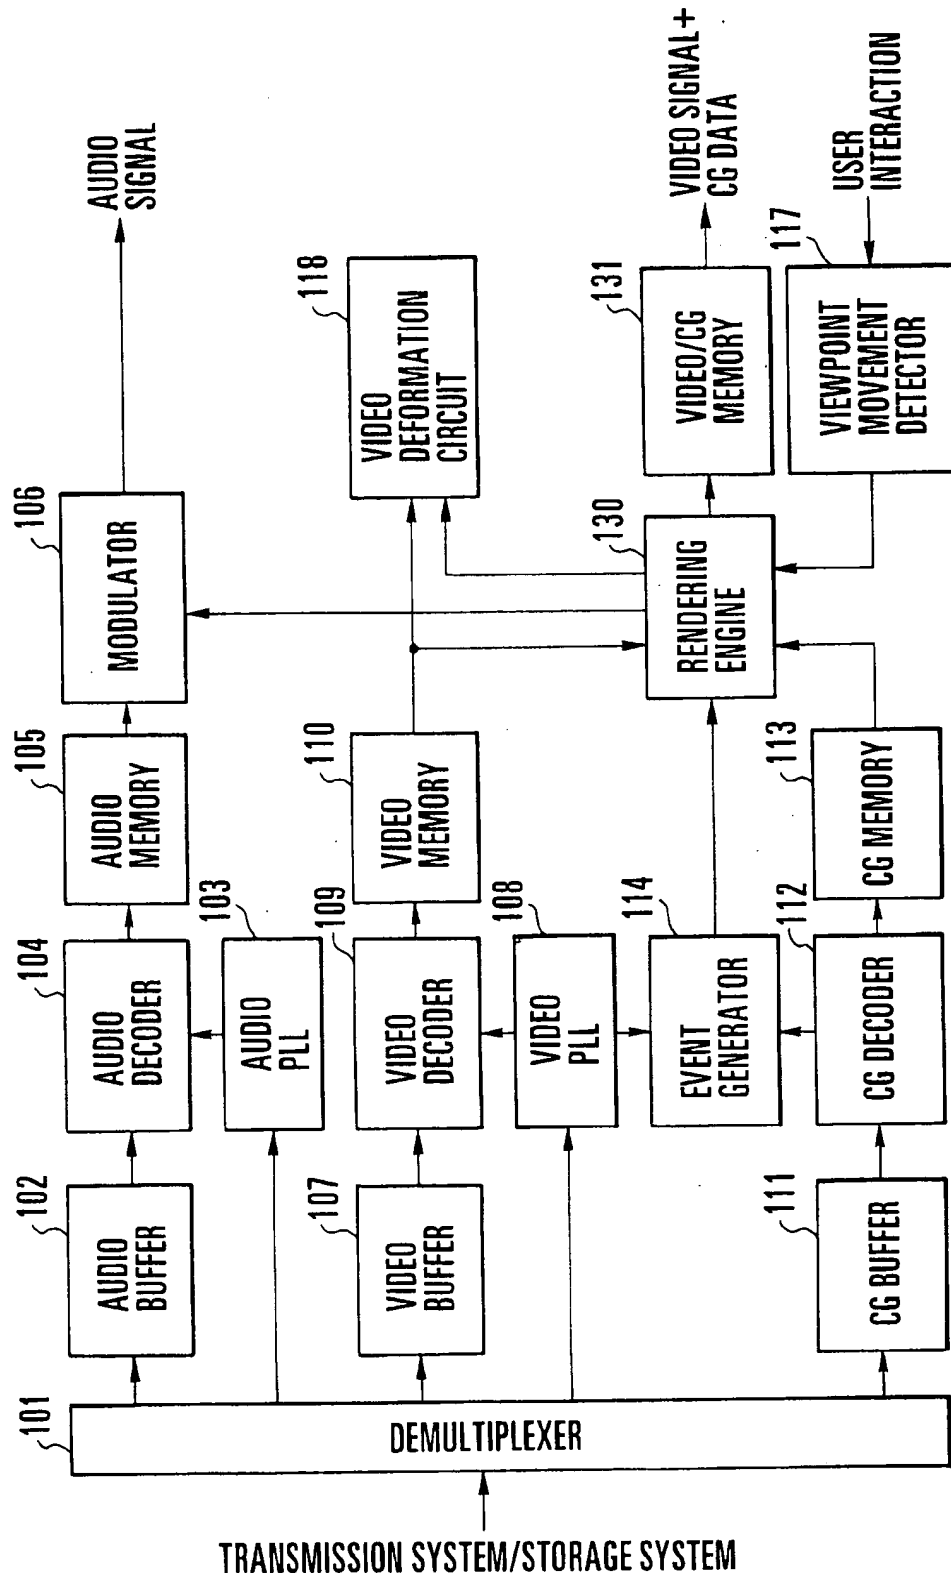 TRANSMISSION SYSTEM/STORAGE SYSTEM
101
DEMULTIPLEXER
102
AUDIO
BUFFER
104
AUDIO
DECODER
105
AUDIO
MEMORY
106
MODULATOR
AUDIO
SIGNAL
103
AUDIO
PLL
107
VIDEO
BUFFER
109
VIDEO
DECODER
110
VIDEO
MEMORY
118
VIDEO
DEFORMATION
CIRCUIT
108
VIDEO
PLL
114
EVENT
GENERATOR
130
RENDERING
ENGINE
131
VIDEO/CG
MEMORY
VIDEO SIGNAL+
CG DATA
111
CG BUFFER
112
CG DECODER
113
CG MEMORY
117
VIEWPOINT
MOVEMENT
DETECTOR
USER
INTERACTION